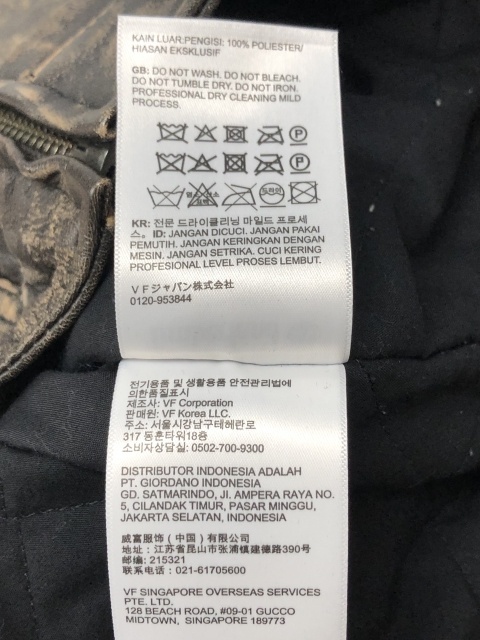 KAIN LUAR:PENGISI: 100% POLIESTER/
HIASAN EKSKLUSIF
GB: DO NOT WASH. DO NOT BLEACH.
DO NOT TUMBLE DRY. DO NOT IRON.
PROFESSIONAL DRY CLEANING MILD
PROCESS.
P
P
염소
표백
드라이
KR: 전문 드라이클리닝 마일드 프로세
스。ID: JANGAN DICUCI. JANGAN PAKAI
PEMUTIH. JANGAN KERINGKAN DENGAN
MESIN. JANGAN SETRIKA. CUCI KERING
PROFESIONAL LEVEL PROSES LEMBUT.
VFジャパン株式会社
0120-953844
전기용품 및 생활용품 안전관리법에
의한품질표시
제조사: VF Corporation
판매원: VF Korea LLC.
주소: 서울시강남구테헤란로
317 동훈타워18층
소비자상담실: 0502-700-9300
DISTRIBUTOR INDONESIA ADALAH
PT. GIORDANO INDONESIA
GD. SATMARINDO, JI. AMPERA RAYA NO.
5, CILANDAK TIMUR, PASAR MINGGU,
JAKARTA SELATAN, INDONESIA
威富服饰（中国）有限公司
地址：江苏省昆山市张浦镇建德路390号
邮编: 215321
联系电话：021-61705600
VF SINGAPORE OVERSEAS SERVICES
PTE. LTD.
128 BEACH ROAD, #09-01 GUOCO
MIDTOWN, SINGAPORE 189773